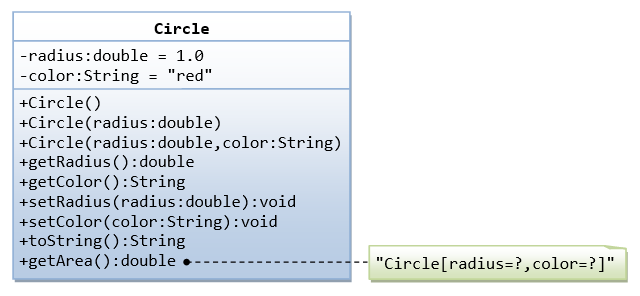 Circle
-radius:double = 1.0
-color:String = "red"
+Circle()
+Circle(radius:double)
+Circle(radius:double,color:String)
+getRadius():double
+getColor():String
+setRadius(radius:double):void
+setColor(color:String):void
+toString():String
+getArea():double
"Circle[radius=?,color=?]"